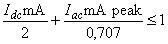 I_dc mA / 2 + I_ac mA peak / 0,707 ≤ 1